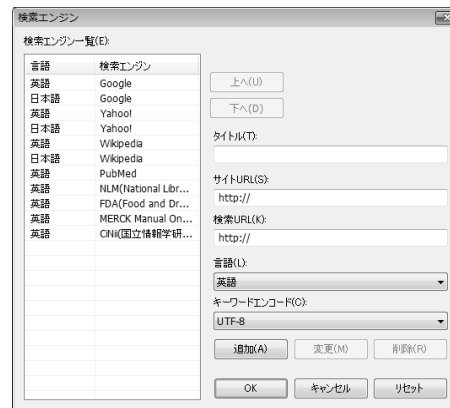 検索エンジン
検索エンジン一覧(E):
言語 検索エンジン
英語 Google
日本語 Google
英語 Yahoo!
日本語 Yahoo!
英語 Wikipedia
日本語 Wikipedia
英語 PubMed
英語 NLM(National Libr...
英語 FDA(Food and Dr...
英語 MERCK Manual On...
英語 CiNii(国立情報学研...
上へ(U)
下へ(D)
タイトル(T):
サイトURL(S):
http://
検索URL(K):
http://
言語(L):
英語
キーワードエンコード(C):
UTF-8
追加(A) 変更(M) 削除(R)
OK キャンセル リセット